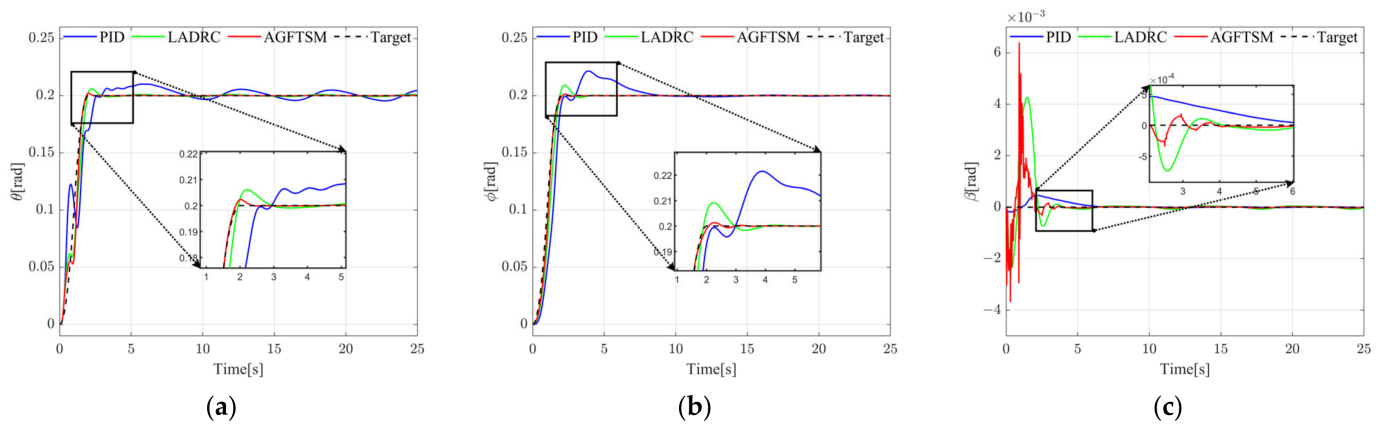 PID LADRC AGFTSM Target
0.25
0.2
0.15
0.1
0.05
0
θ[rad]
0.21
0.22
0.2
0.19
0.18
1 2 3 4 5
0 5 10 15 20 25
Time[s]
(a)
PID LADRC AGFTSM Target
0.25
0.2
0.15
0.1
0.05
0
ϕ[rad]
0.22
0.21
0.2
0.19
1 2 3 4 5
0 5 10 15 20 25
Time[s]
(b)
×10⁻³
PID LADRC AGFTSM Target
6
4
2
0
−2
−4
β[rad]
×10⁻⁴
5
0
-5
3 4 5 6
0 5 10 15 20 25
Time[s]
(c)